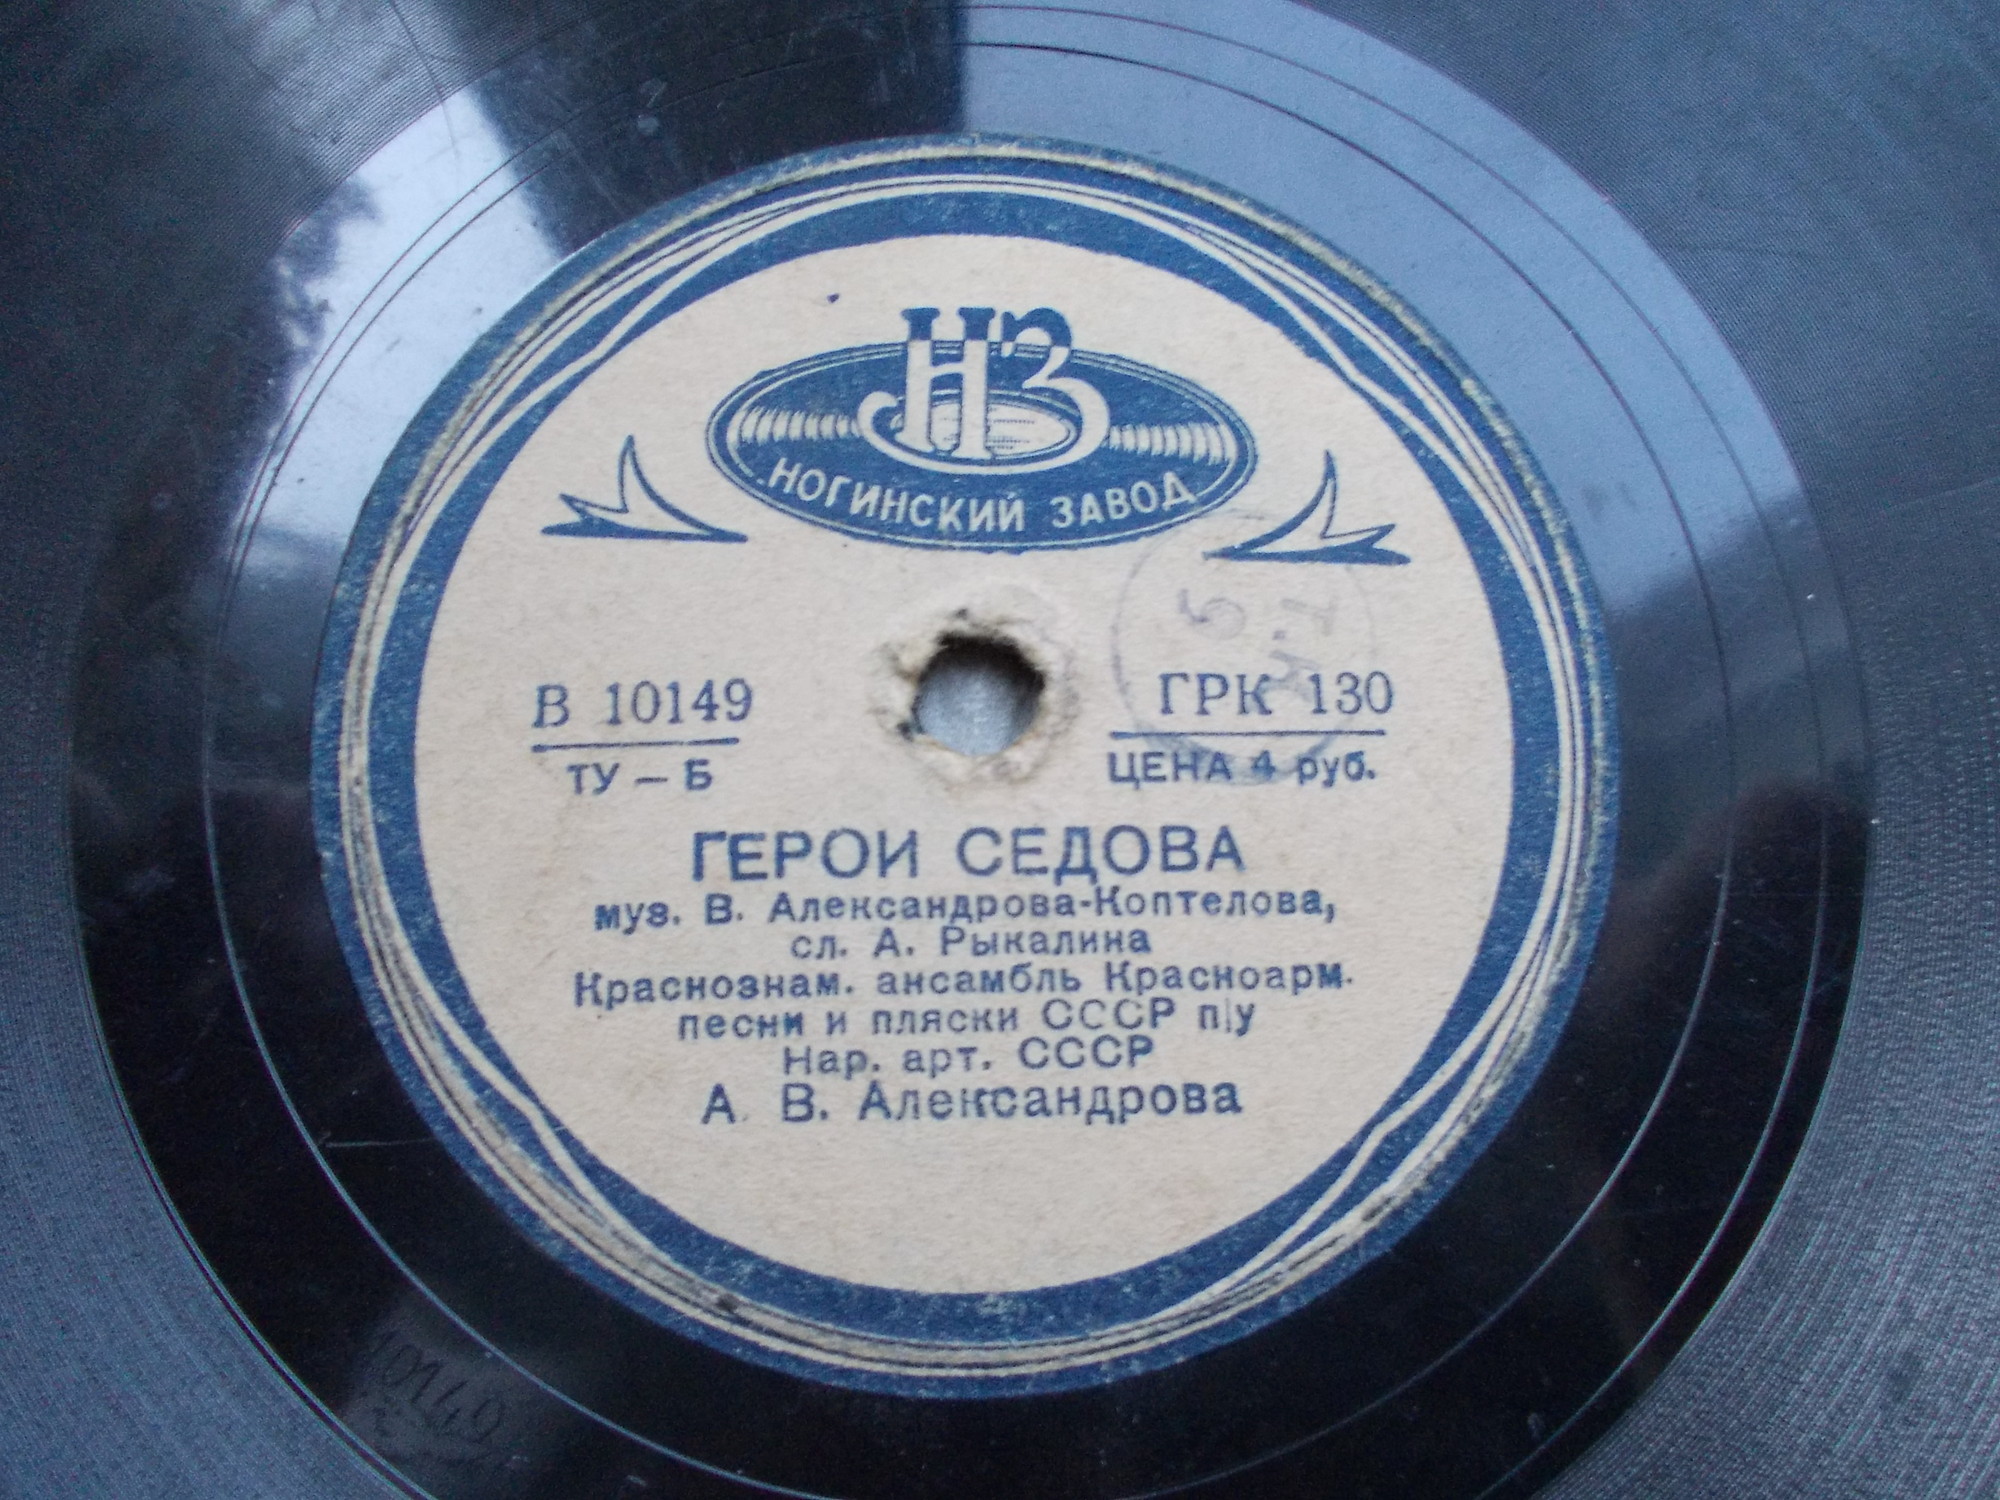 НЗ
НОГИНСКИЙ ЗАВОД
В 10149
ТУ — Б
ГРК 130
ЦЕНА 4 руб.
ГЕРОИ СЕДОВА
муз. В. Александрова-Коптелова,
сл. А. Рыкалина
Краснознам. ансамбль Красноарм.
песни и пляски СССР п/у
Нар. арт. СССР
А. В. Александрова
10149